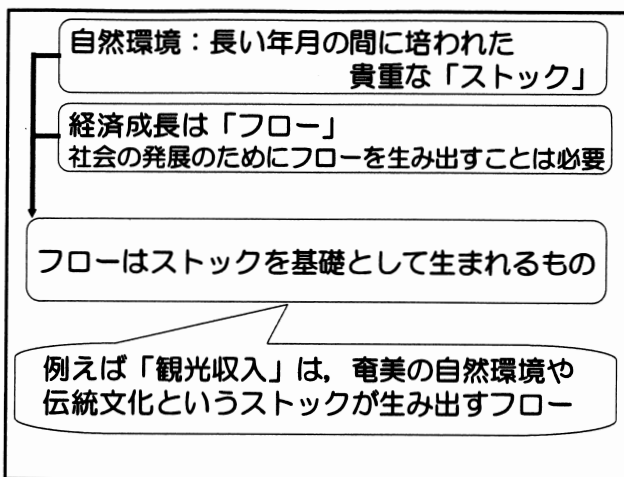 自然環境：長い年月の間に培われた
貴重な「ストック」
経済成長は「フロー」
社会の発展のためにフローを生み出すことは必要
フローはストックを基礎として生まれるもの
例えば「観光収入」は，奄美の自然環境や
伝統文化というストックが生み出すフロー